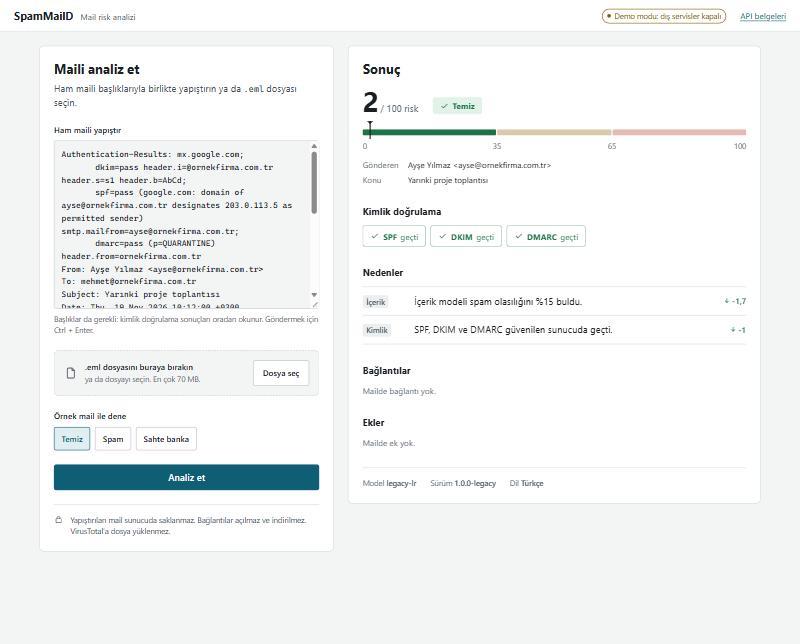 SpamMailD Mail risk analizi
Demo modu: dış servisler kapalı API belgeleri
Maili analiz et
Ham maili başlıklarıyla birlikte yapıştırın ya da .eml dosyası
seçin.
Ham maili yapıştır
Authentication-Results: mx.google.com;
dkim=pass header.i=@ornekfirma.com.tr
header.s=s1 header.b=AbCd;
spf=pass (google.com: domain of
ayse@ornekfirma.com.tr designates 203.0.113.5 as
permitted sender)
smtp.mailfrom=ayse@ornekfirma.com.tr;
dmarc=pass (p=QUARANTINE)
header.from=ornekfirma.com.tr
From: Ayşe Yılmaz <ayse@ornekfirma.com.tr>
To: mehmet@ornekfirma.com.tr
Subject: Yarınki proje toplantısı
Date: Thu, 19 Nov 2026 10:12:00 +0300
Başlıklar da gerekli: kimlik doğrulama sonuçları oradan okunur. Göndermek için
Ctrl + Enter.
.eml dosyasını buraya bırakın
ya da dosyayı seçin. En çok 70 MB.
Dosya seç
Örnek mail ile dene
Temiz Spam Sahte banka
Analiz et
Yapıştırılan mail sunucuda saklanmaz. Bağlantılar açılmaz ve indirilmez.
VirusTotal'a dosya yüklenmez.
Sonuç
2 / 100 risk Temiz
0 35 65 100
Gönderen Ayşe Yılmaz <ayse@ornekfirma.com.tr>
Konu Yarınki proje toplantısı
Kimlik doğrulama
SPF geçti DKIM geçti DMARC geçti
Nedenler
İçerik İçerik modeli spam olasılığını %15 buldu. ↓ -1,7
Kimlik SPF, DKIM ve DMARC güvenilen sunucuda geçti. ↓ -1
Bağlantılar
Mailde bağlantı yok.
Ekler
Mailde ek yok.
Model legacy-lr Sürüm 1.0.0-legacy Dil Türkçe